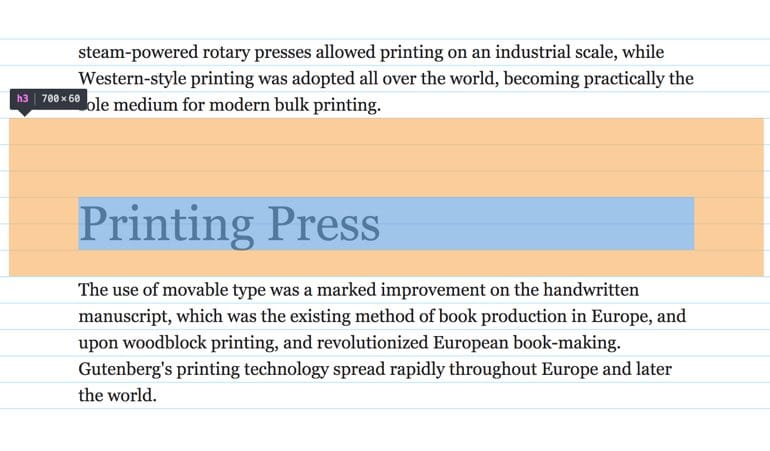 steam-powered rotary presses allowed printing on an industrial scale, while
Western-style printing was adopted all over the world, becoming practically the
h3 | 700 × 60
ole medium for modern bulk printing.
Printing Press
The use of movable type was a marked improvement on the handwritten
manuscript, which was the existing method of book production in Europe, and
upon woodblock printing, and revolutionized European book-making.
Gutenberg's printing technology spread rapidly throughout Europe and later
the world.